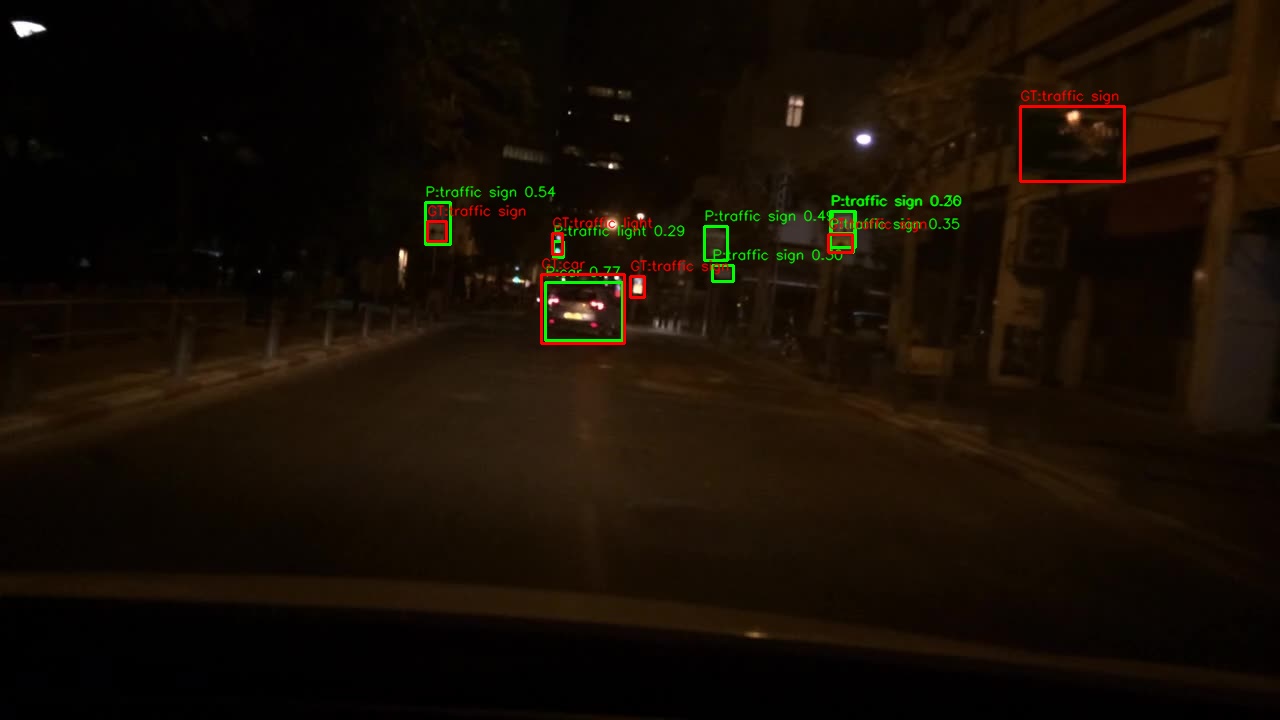 GT:traffic sign
P:traffic sign 0.54
GT:traffic sign
P:traffic sign 0.49
P:traffic sign
GT:traffic light
P:traffic light 0.29
P:traffic sign 0.35
P:traffic sign 0.30
GT:car
P:car 0.77
GT:traffic sign